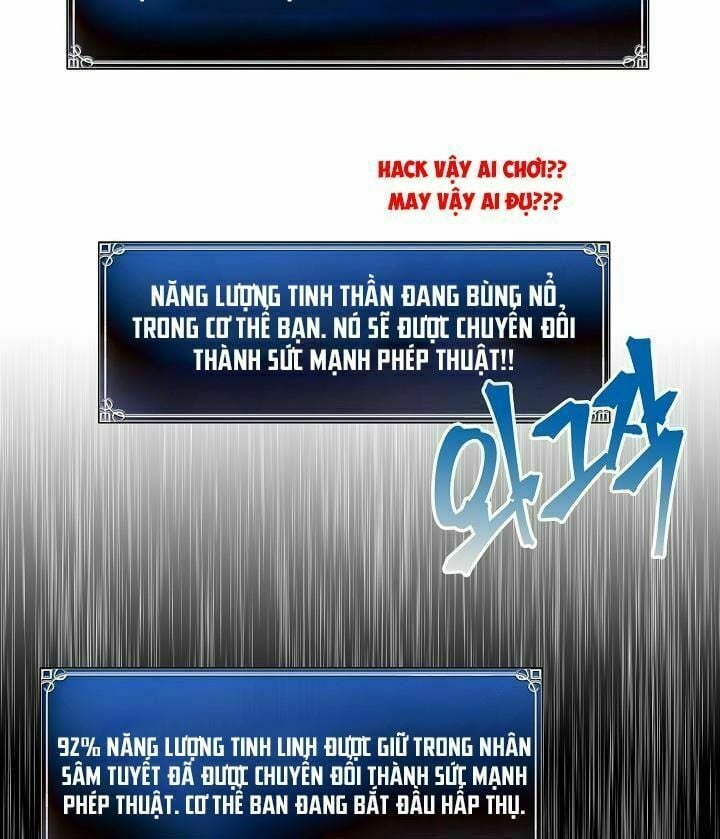 HACK VẬY AI CHƠI??
MAY VẬY AI ĐỤ???
NĂNG LƯỢNG TINH THẦN ĐANG BÙNG NỔ
TRONG CƠ THỂ BẠN. NÓ SẼ ĐƯỢC CHUYỂN ĐỔI
THÀNH SỨC MẠNH PHÉP THUẬT!!
92% NĂNG LƯỢNG TINH LINH ĐƯỢC GIỮ TRONG NHÂN
SÂM TUYẾT ĐÃ ĐƯỢC CHUYỂN ĐỔI THÀNH SỨC MẠNH
PHÉP THUẬT. CƠ THỂ BAN ĐANG BẮT ĐẦU HẤP THỤ.